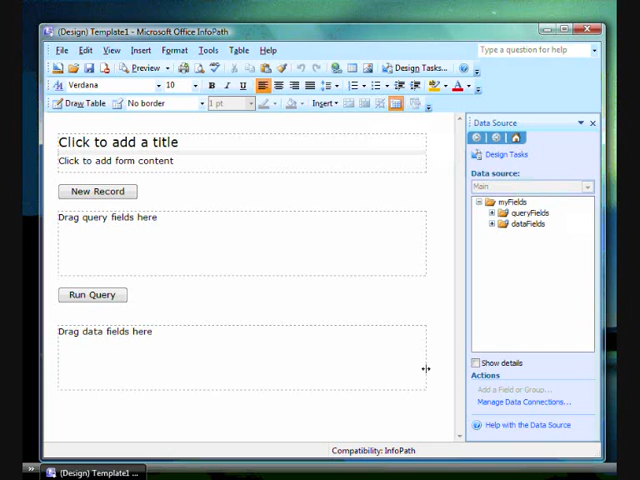 (Design) Template1 - Microsoft Office InfoPath
File Edit View Insert Format Tools Table Help
Type a question for help
Preview
Design Tasks...
Verdana 10 B I U
Draw Table No border 1 pt Insert
Data Source
Design Tasks
Data source:
Main
myFields
queryFields
dataFields
Show details
Actions
Add a Field or Group...
Manage Data Connections...
Help with the Data Source
Click to add a title
Click to add form content
New Record
Drag query fields here
Run Query
Drag data fields here
Compatibility: InfoPath
(Design) Template1 ...